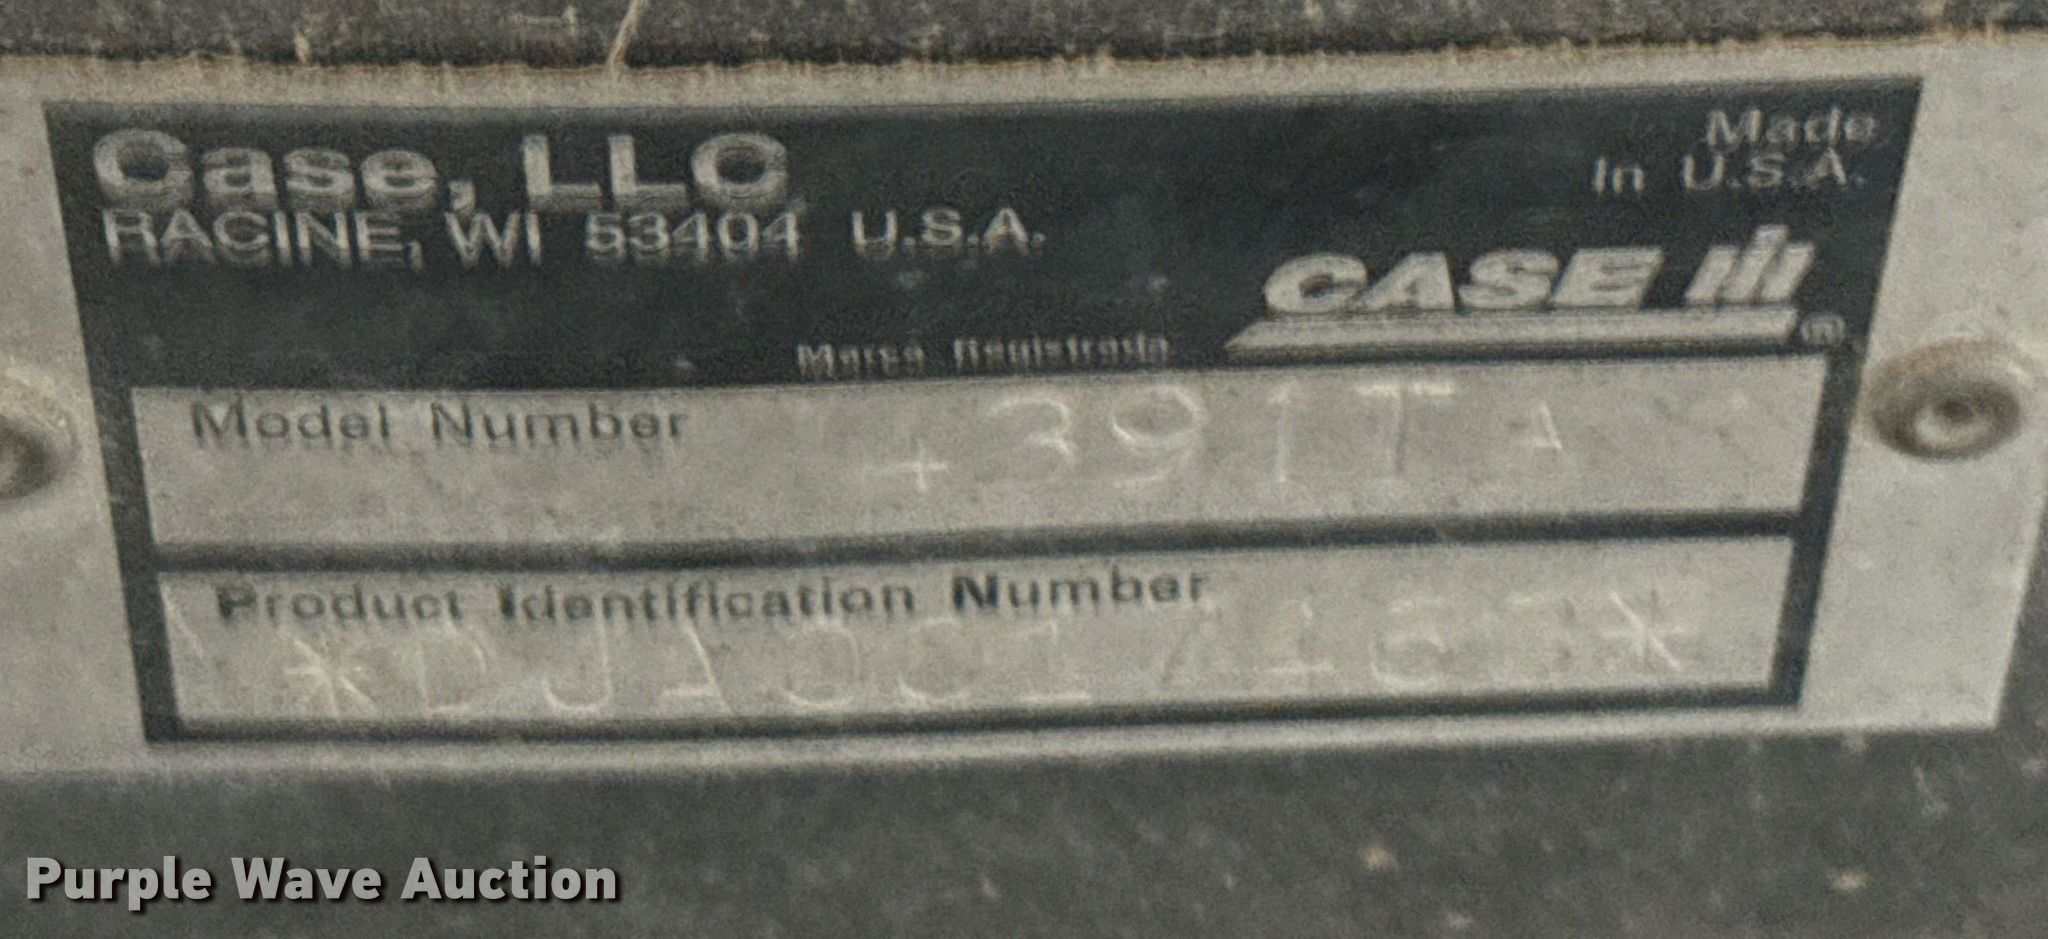 Case, LLC
RACINE, WI 53404 U.S.A.
Made
In U.S.A.
CASE IH
Marca Registrada
Model Number
Product Identification Number
Purple Wave Auction